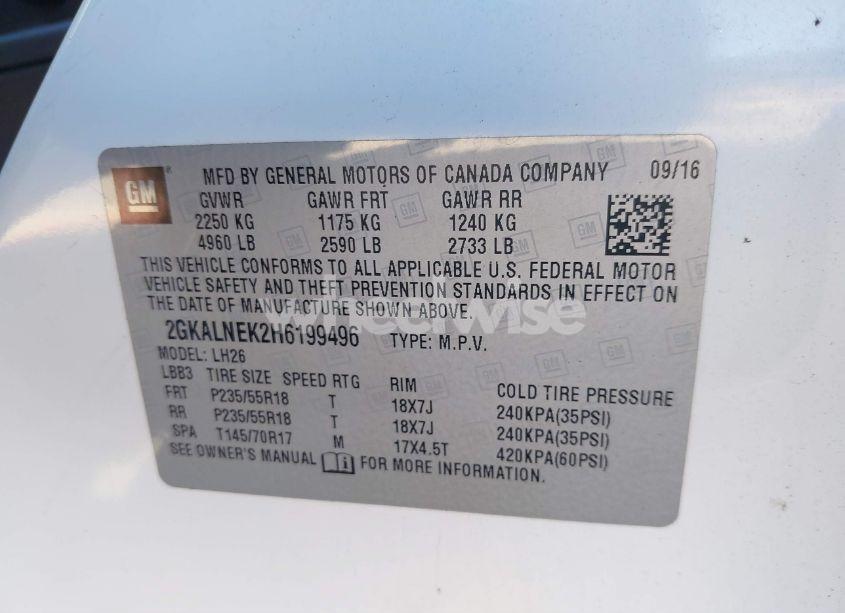 GM
MFD BY GENERAL MOTORS OF CANADA COMPANY 09/16
GVWR GAWR FRT GAWR RR
2250 KG 1175 KG 1240 KG
4960 LB 2590 LB 2733 LB
THIS VEHICLE CONFORMS TO ALL APPLICABLE U.S. FEDERAL MOTOR
VEHICLE SAFETY AND THEFT PREVENTION STANDARDS IN EFFECT ON
THE DATE OF MANUFACTURE SHOWN ABOVE.
wheelwise
2GKALNEK2H6199496 TYPE: M.P.V.
MODEL: LH26
LBB3 TIRE SIZE SPEED RTG RIM COLD TIRE PRESSURE
FRT P235/55R18 T 18X7J 240KPA(35PSI)
RR P235/55R18 T 18X7J 240KPA(35PSI)
SPA T145/70R17 M 17X4.5T 420KPA(60PSI)
SEE OWNER'S MANUAL FOR MORE INFORMATION.